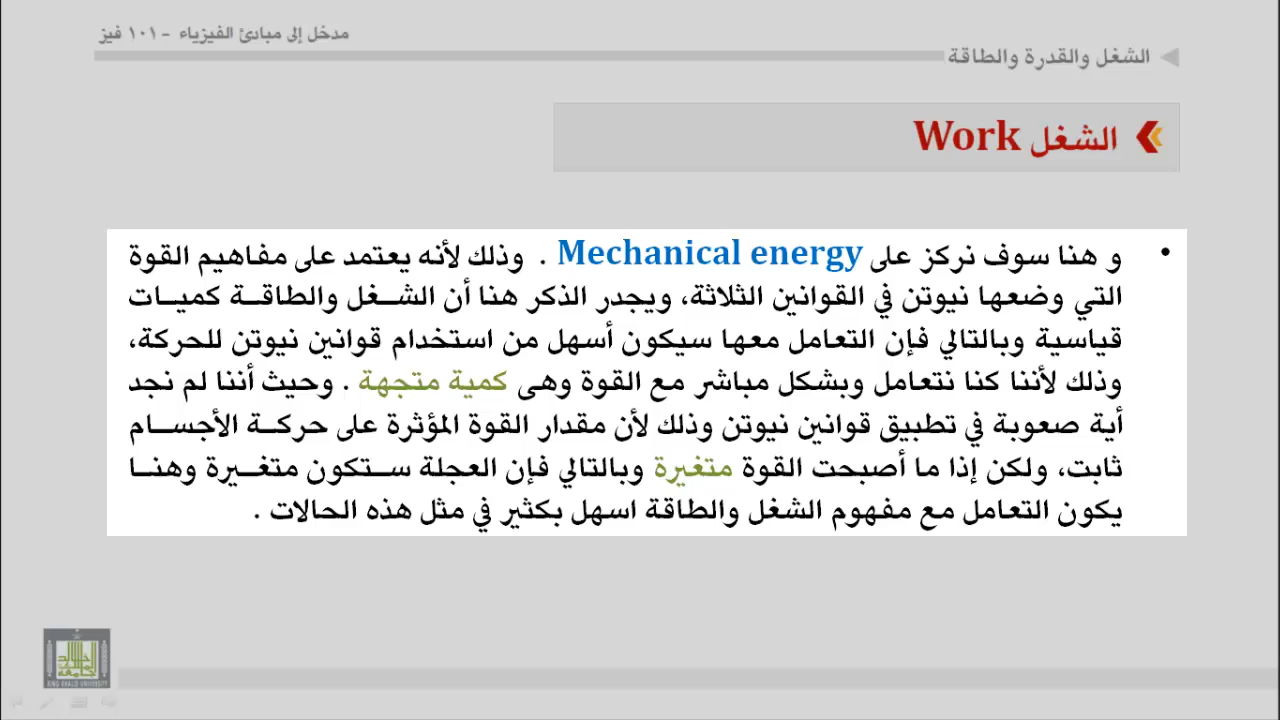 مدخل إلى مبادئ الفيزياء - ١٠١ فيز
الشغل والقدرة والطاقة
الشغل Work
• و هنا سوف نركز على Mechanical energy . وذلك لأنه يعتمد على مفاهيم القوة
التي وضعها نيوتن في القوانين الثلاثة، ويجدر الذكر هنا أن الشغل والطاقة كميات
قياسية وبالتالي فإن التعامل معها سيكون أسهل من استخدام قوانين نيوتن للحركة،
وذلك لأننا كنا نتعامل وبشكل مباشر مع القوة وهى كمية متجهة . وحيث أننا لم نجد
أية صعوبة في تطبيق قوانين نيوتن وذلك لأن مقدار القوة المؤثرة على حركة الأجسام
ثابت، ولكن إذا ما أصبحت القوة متغيرة وبالتالي فإن العجلة ستكون متغيرة وهنا
يكون التعامل مع مفهوم الشغل والطاقة اسهل بكثير في مثل هذه الحالات .
KING KHALID UNIVERSITY